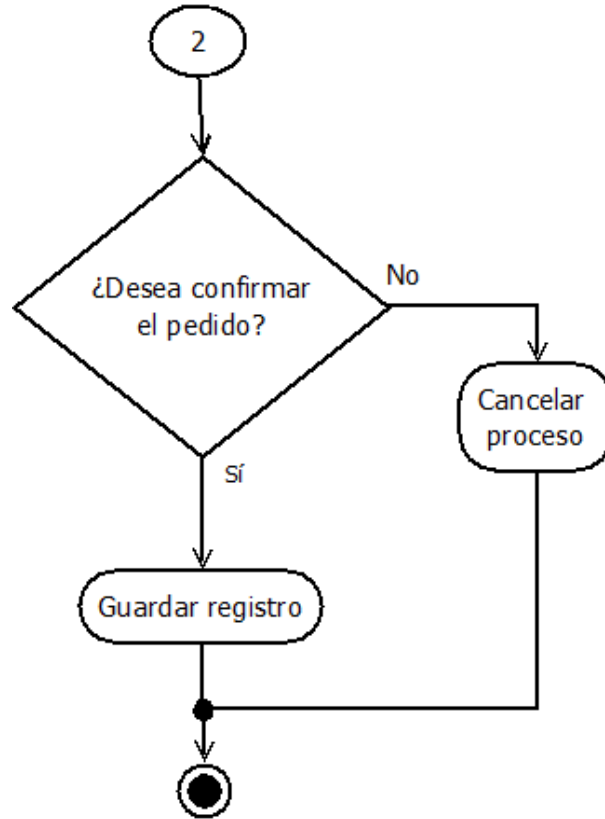 2
¿Desea confirmar
el pedido?
No
Cancelar
proceso
Sí
Guardar registro